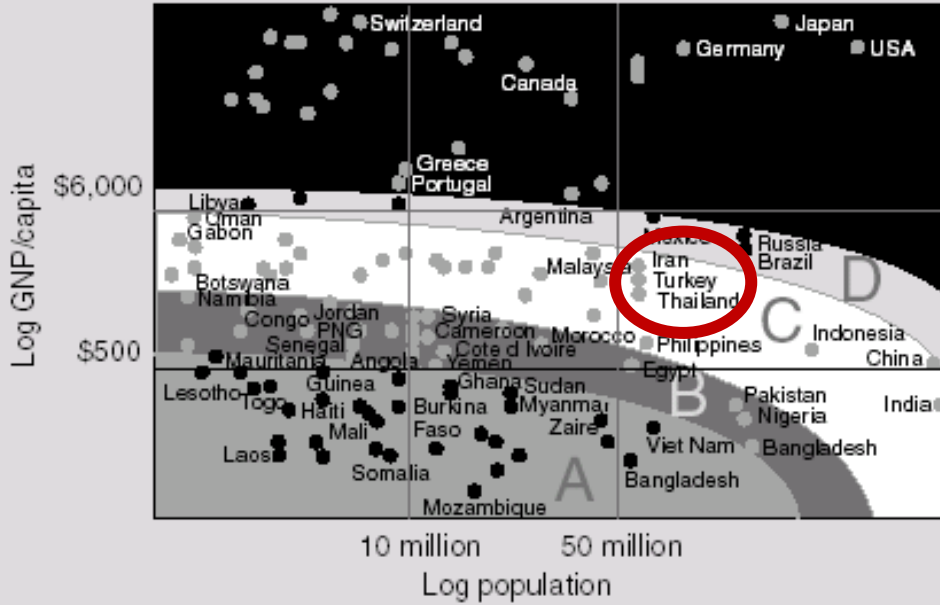 Switzerland
Japan
Germany
USA
Canada
Greece
Portugal
$6,000
Libya
Oman
Gabon
Argentina
Mexico
Russia
Brazil
Malaysia
Iran
Turkey
Thailand
D
C
Botswana
Namibia
Congo
Jordan
PNG
Senegal
Syria
Cameroon
Cote d Ivoire
Morocco
Philippines
Indonesia
China
$500
Mauritania
Angola
Yemen
Egypt
B
Lesotho
Togo
Guinea
Haiti
Mali
Ghana
Sudan
Burkina
Faso
Myanmar
Zaire
Pakistan
Nigeria
India
Laos
Somalia
Viet Nam
Bangladesh
A
Bangladesh
Mozambique
Log GNP/capita
10 million
50 million
Log population